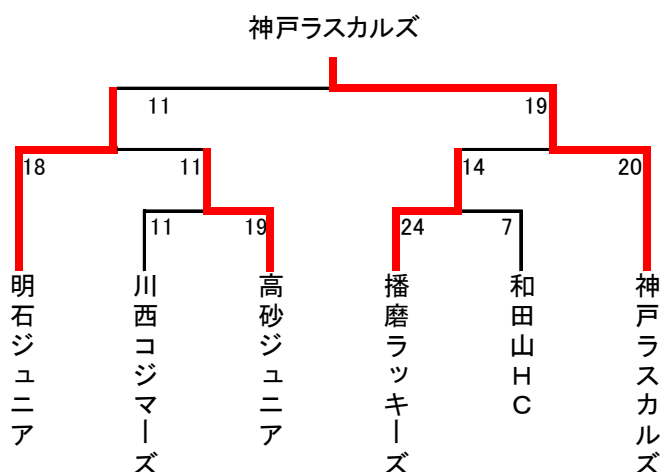 神戸ラスカルズ
11
19
18
11
14
20
11
19
24
7
明石ジュニア
川西コジマーズ
高砂ジュニア
播磨ラッキーズ
和田山HC
神戸ラスカルズ